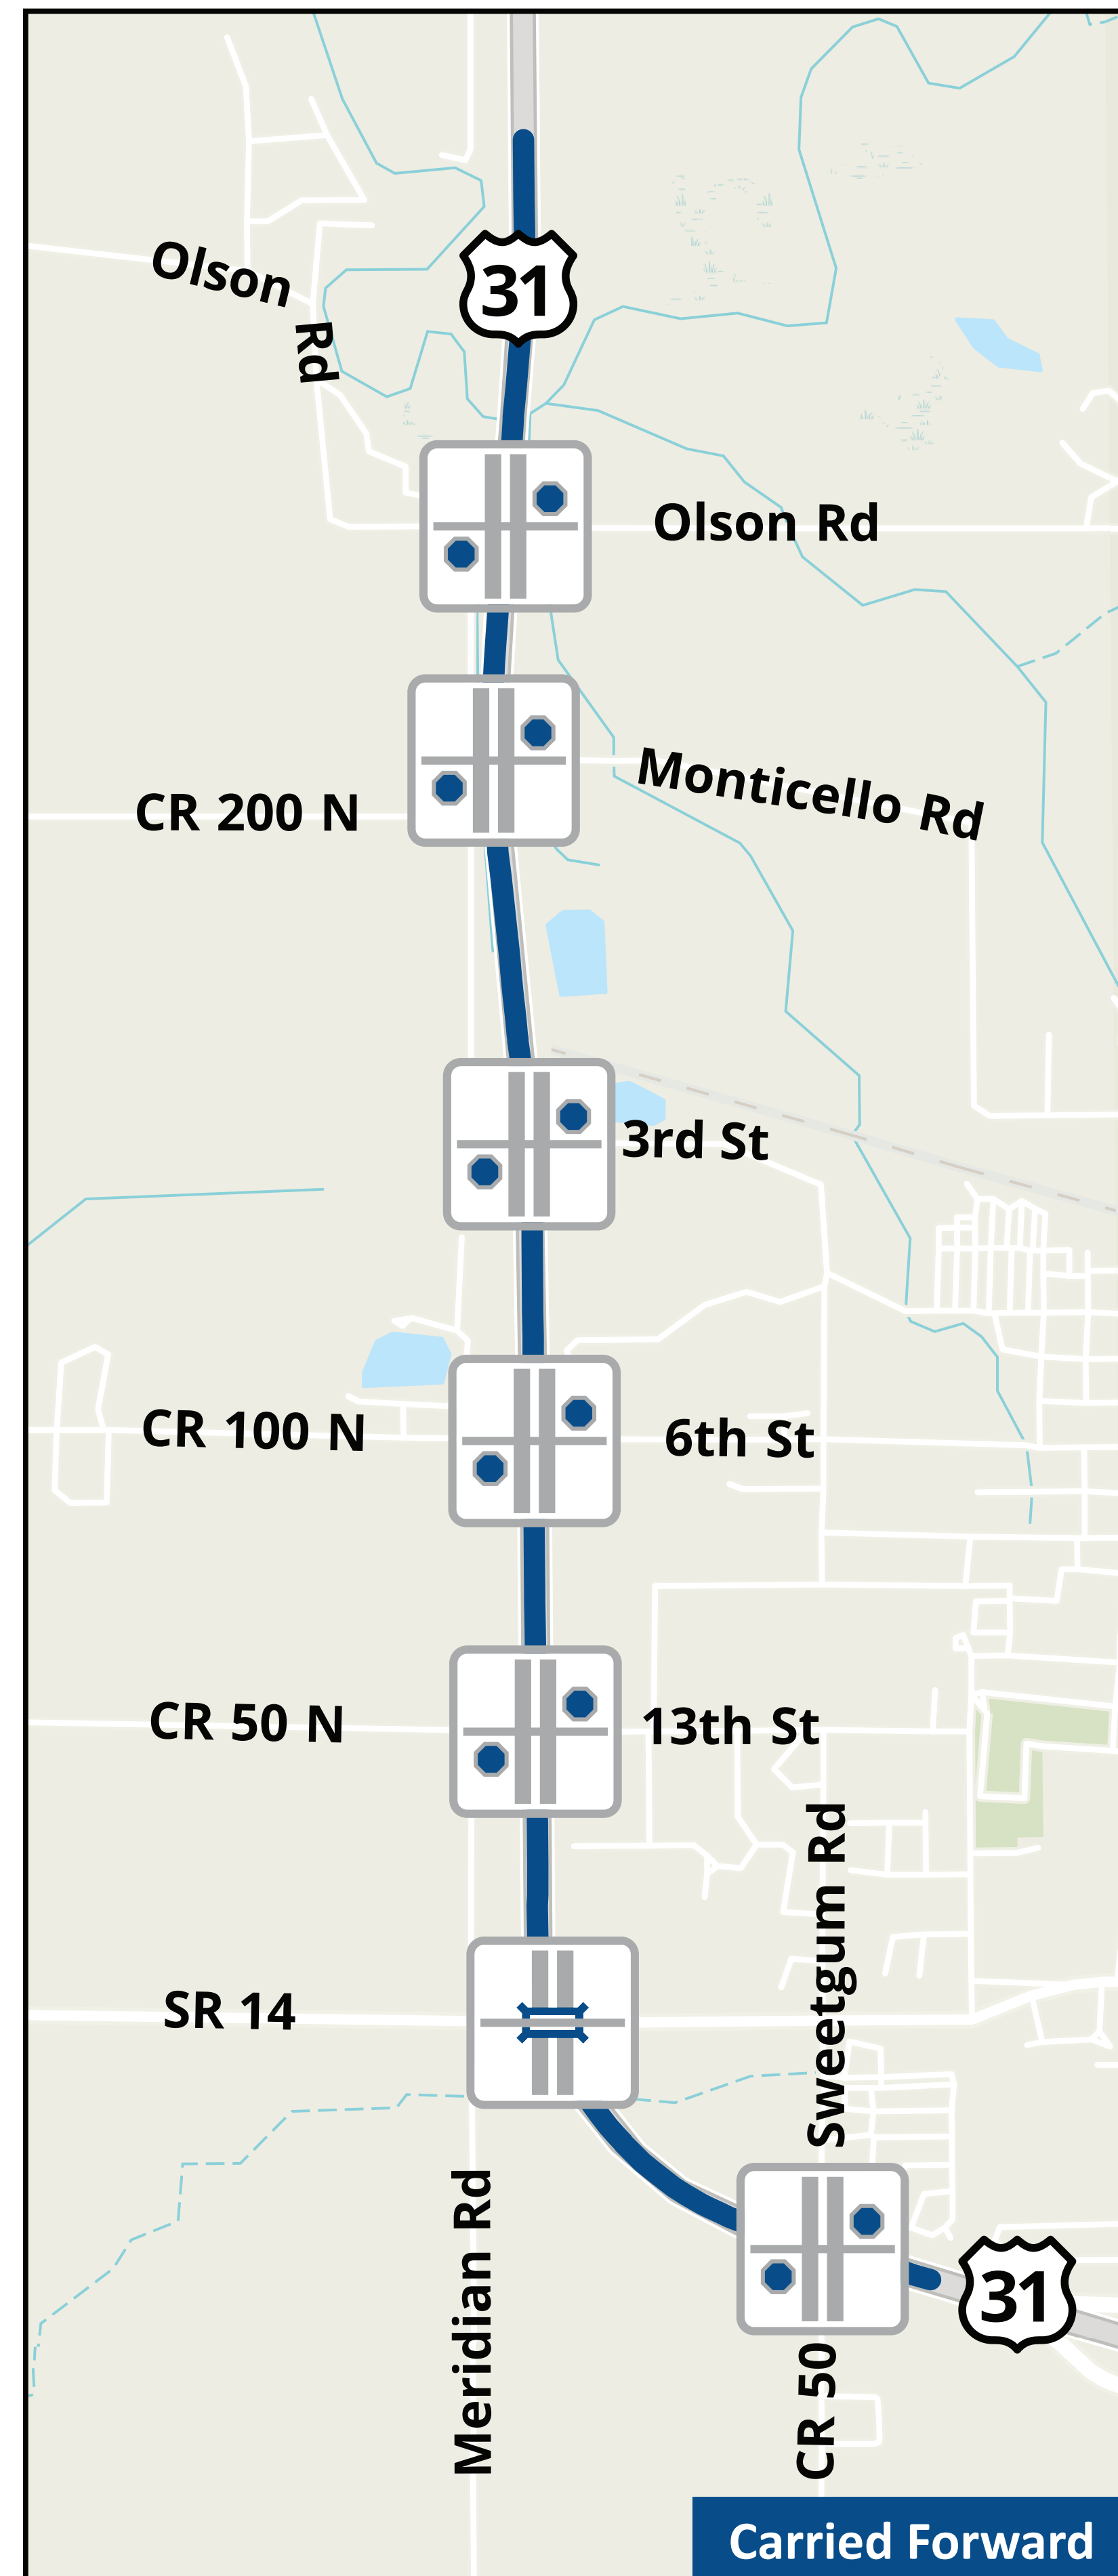 Olson
Rd
31
Olson Rd
CR 200 N
Monticello Rd
3rd St
CR 100 N
6th St
CR 50 N
13th St
Sweetgum Rd
SR 14
Meridian Rd
31
CR 50
Carried Forward